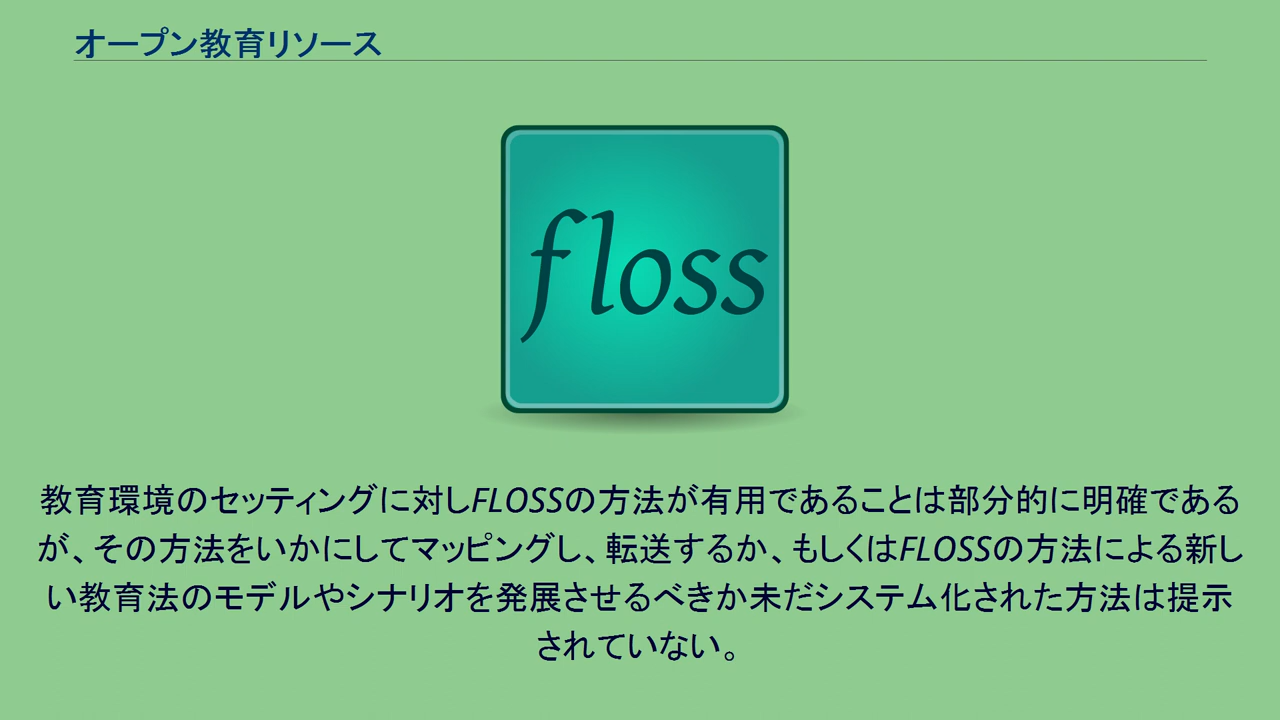 オープン教育リソース
floss
教育環境のセッティングに対しFLOSSの方法が有用であることは部分的に明確である
が、その方法をいかにしてマッピングし、転送するか、もしくはFLOSSの方法による新し
い教育法のモデルやシナリオを発展させるべきか未だシステム化された方法は提示
されていない。